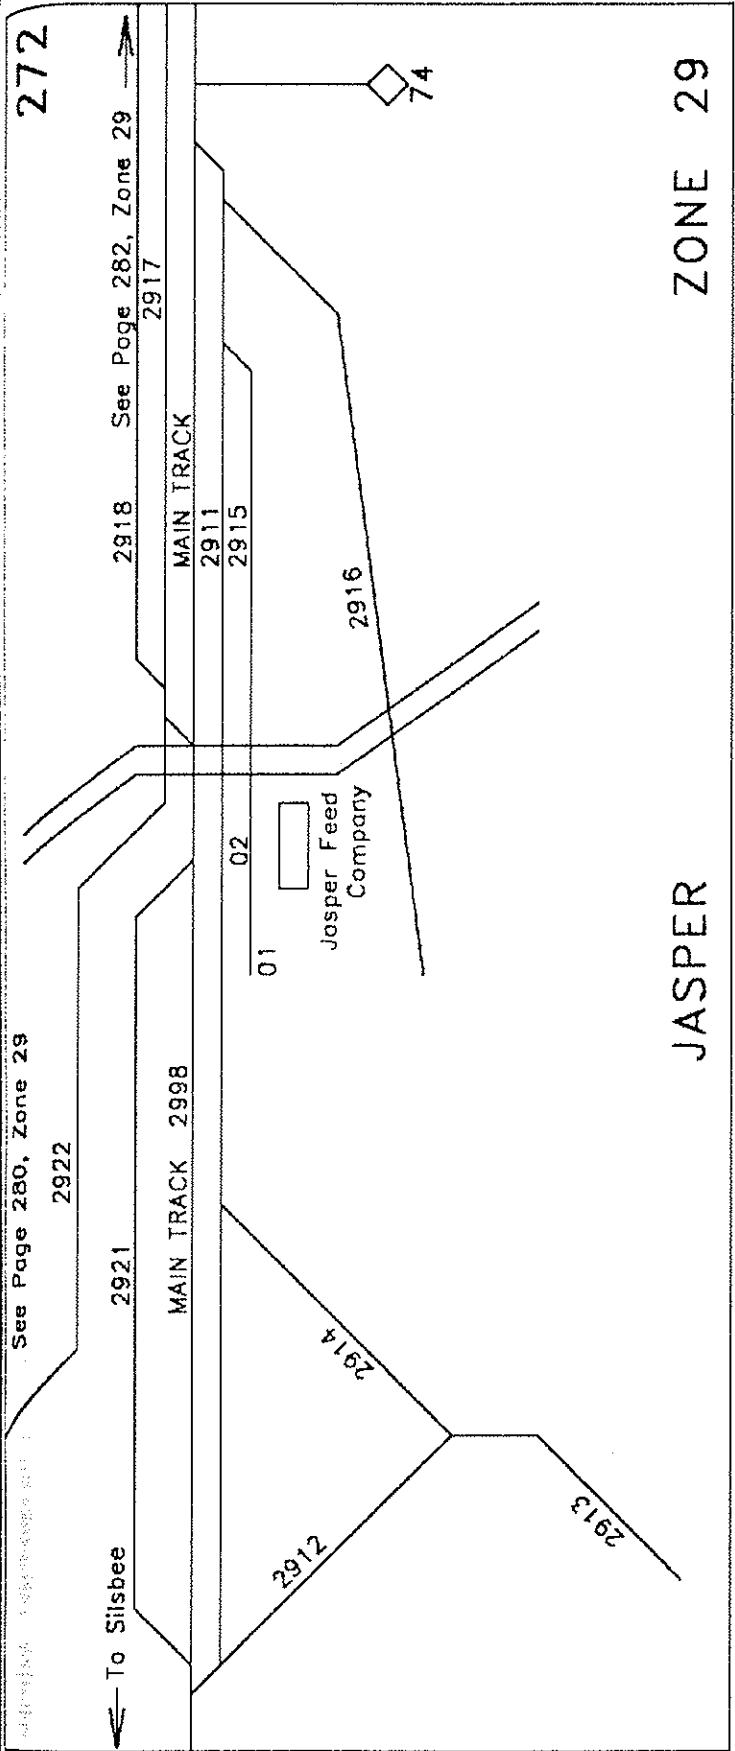 272
See Page 280, Zone 29
See Page 282, Zone 29
To Silsbee
2922
2921
2918
2917
MAIN TRACK 2998
MAIN TRACK
2911
2915
02
01
Jasper Feed
Company
2916
2914
2912
2913
74
JASPER
ZONE 29